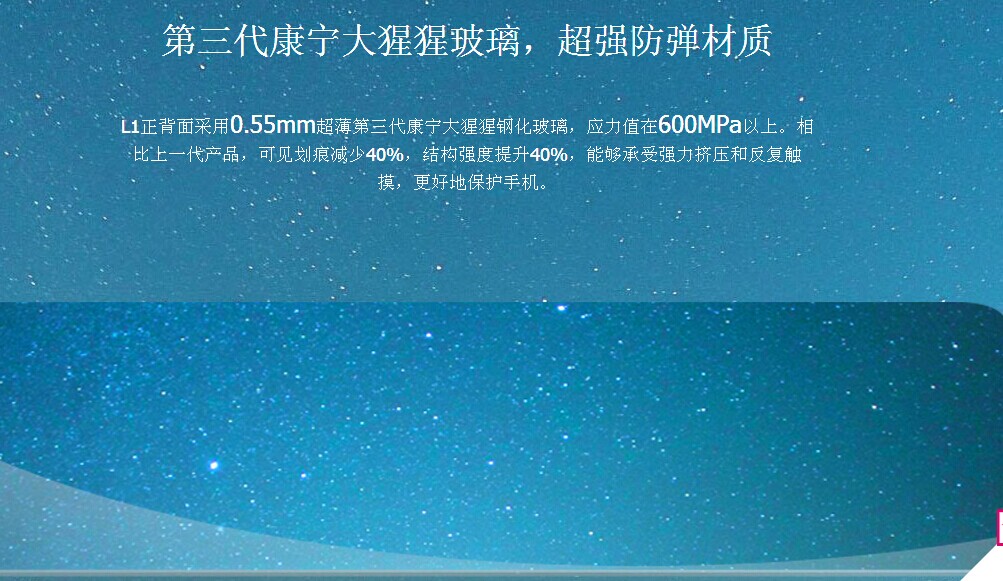 第三代康宁大猩猩玻璃，超强防弹材质
L1正背面采用0.55mm超薄第三代康宁大猩猩钢化玻璃，应力值在600MPa以上。相
比上一代产品，可见划痕减少40%，结构强度提升40%，能够承受强力挤压和反复触
摸，更好地保护手机。